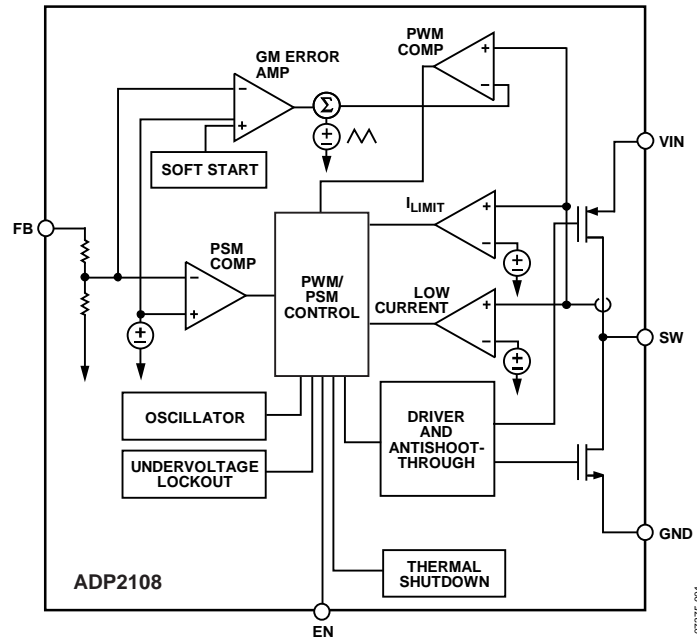 PWM
COMP
GM ERROR
AMP
Σ
VIN
SOFT START
I LIMIT
FB
PSM
COMP
PWM/
PSM
CONTROL
LOW
CURRENT
SW
OSCILLATOR
DRIVER
AND
ANTISHOOT-
THROUGH
UNDERVOLTAGE
LOCKOUT
GND
THERMAL
SHUTDOWN
ADP2108
EN